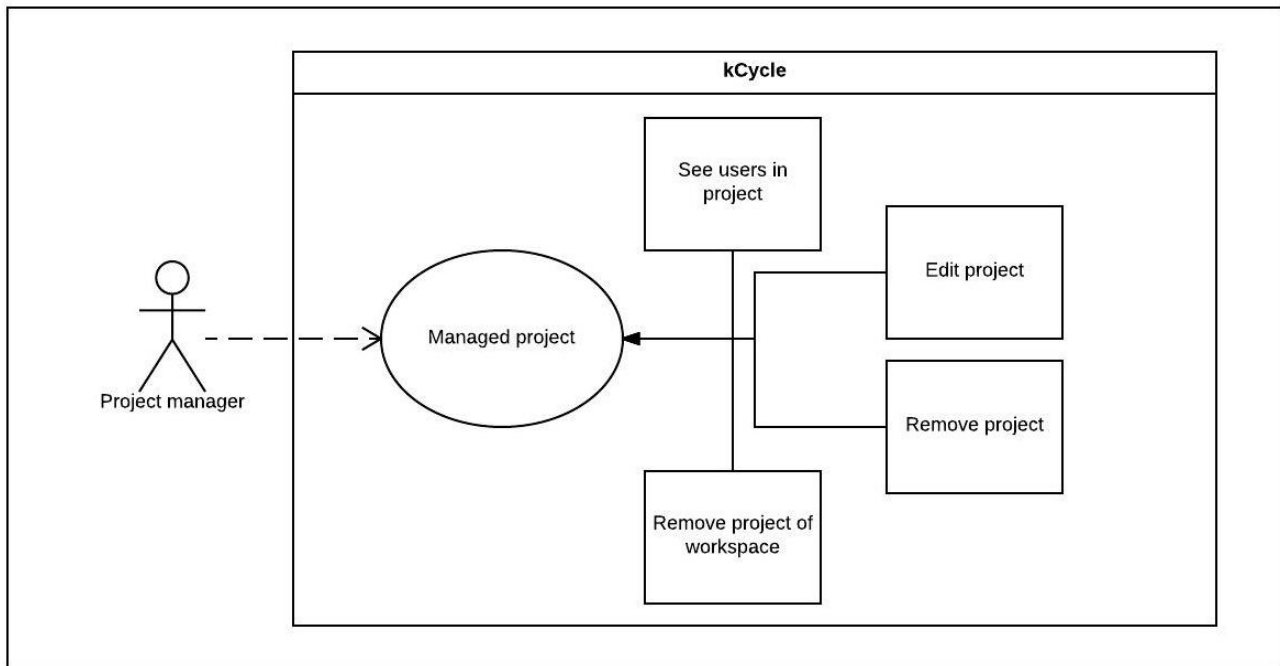 kCycle
See users in
project
Edit project
Managed project
Project manager
Remove project
Remove project of
workspace